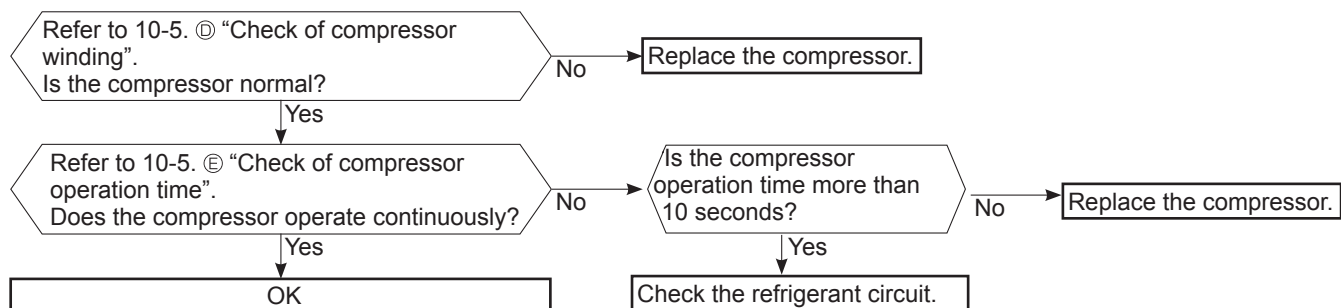 Refer to 10-5. Ⓓ “Check of compressor
winding”.
Is the compressor normal?
No
Replace the compressor.
Yes
Refer to 10-5. Ⓔ “Check of compressor
operation time”.
Does the compressor operate continuously?
No
Is the compressor
operation time more than
10 seconds?
No
Replace the compressor.
Yes
OK
Yes
Check the refrigerant circuit.